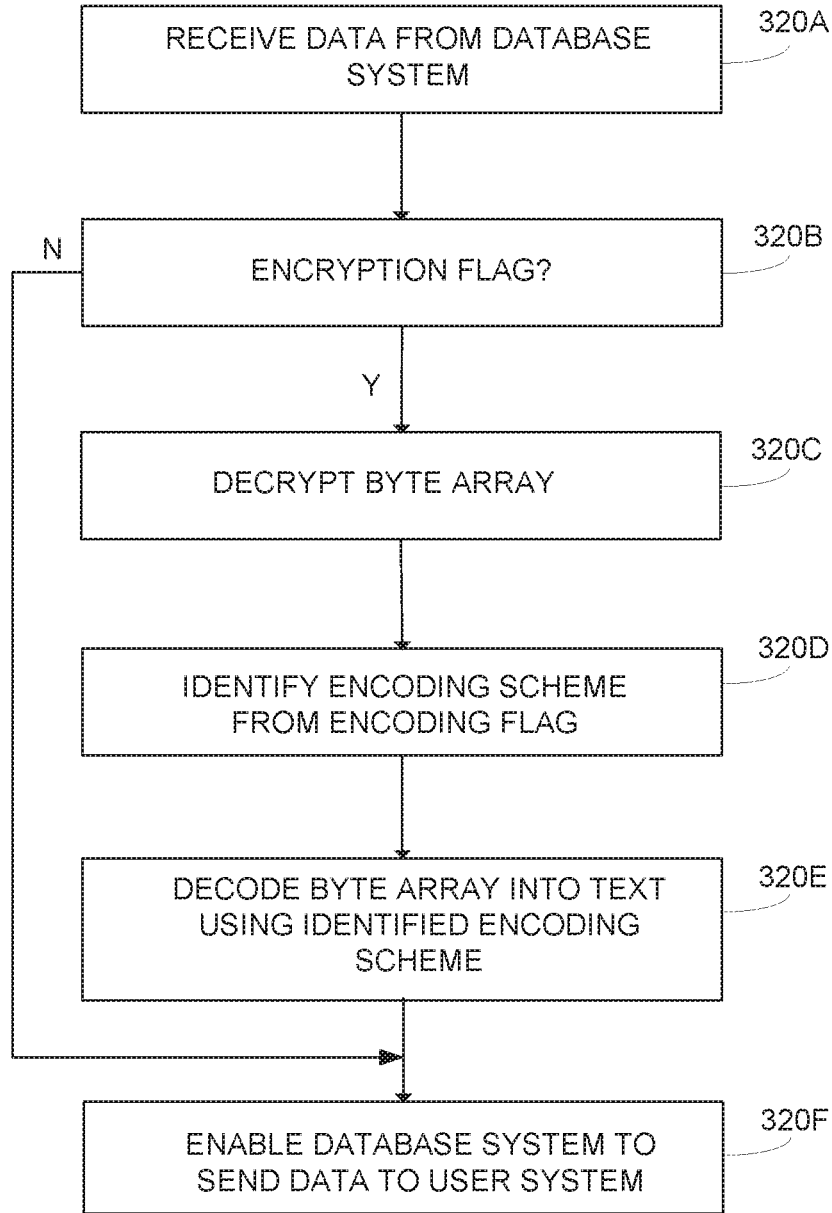 320A
RECEIVE DATA FROM DATABASE
SYSTEM
320B
N
ENCRYPTION FLAG?
Y
320C
DECRYPT BYTE ARRAY
320D
IDENTIFY ENCODING SCHEME
FROM ENCODING FLAG
320E
DECODE BYTE ARRAY INTO TEXT
USING IDENTIFIED ENCODING
SCHEME
320F
ENABLE DATABASE SYSTEM TO
SEND DATA TO USER SYSTEM